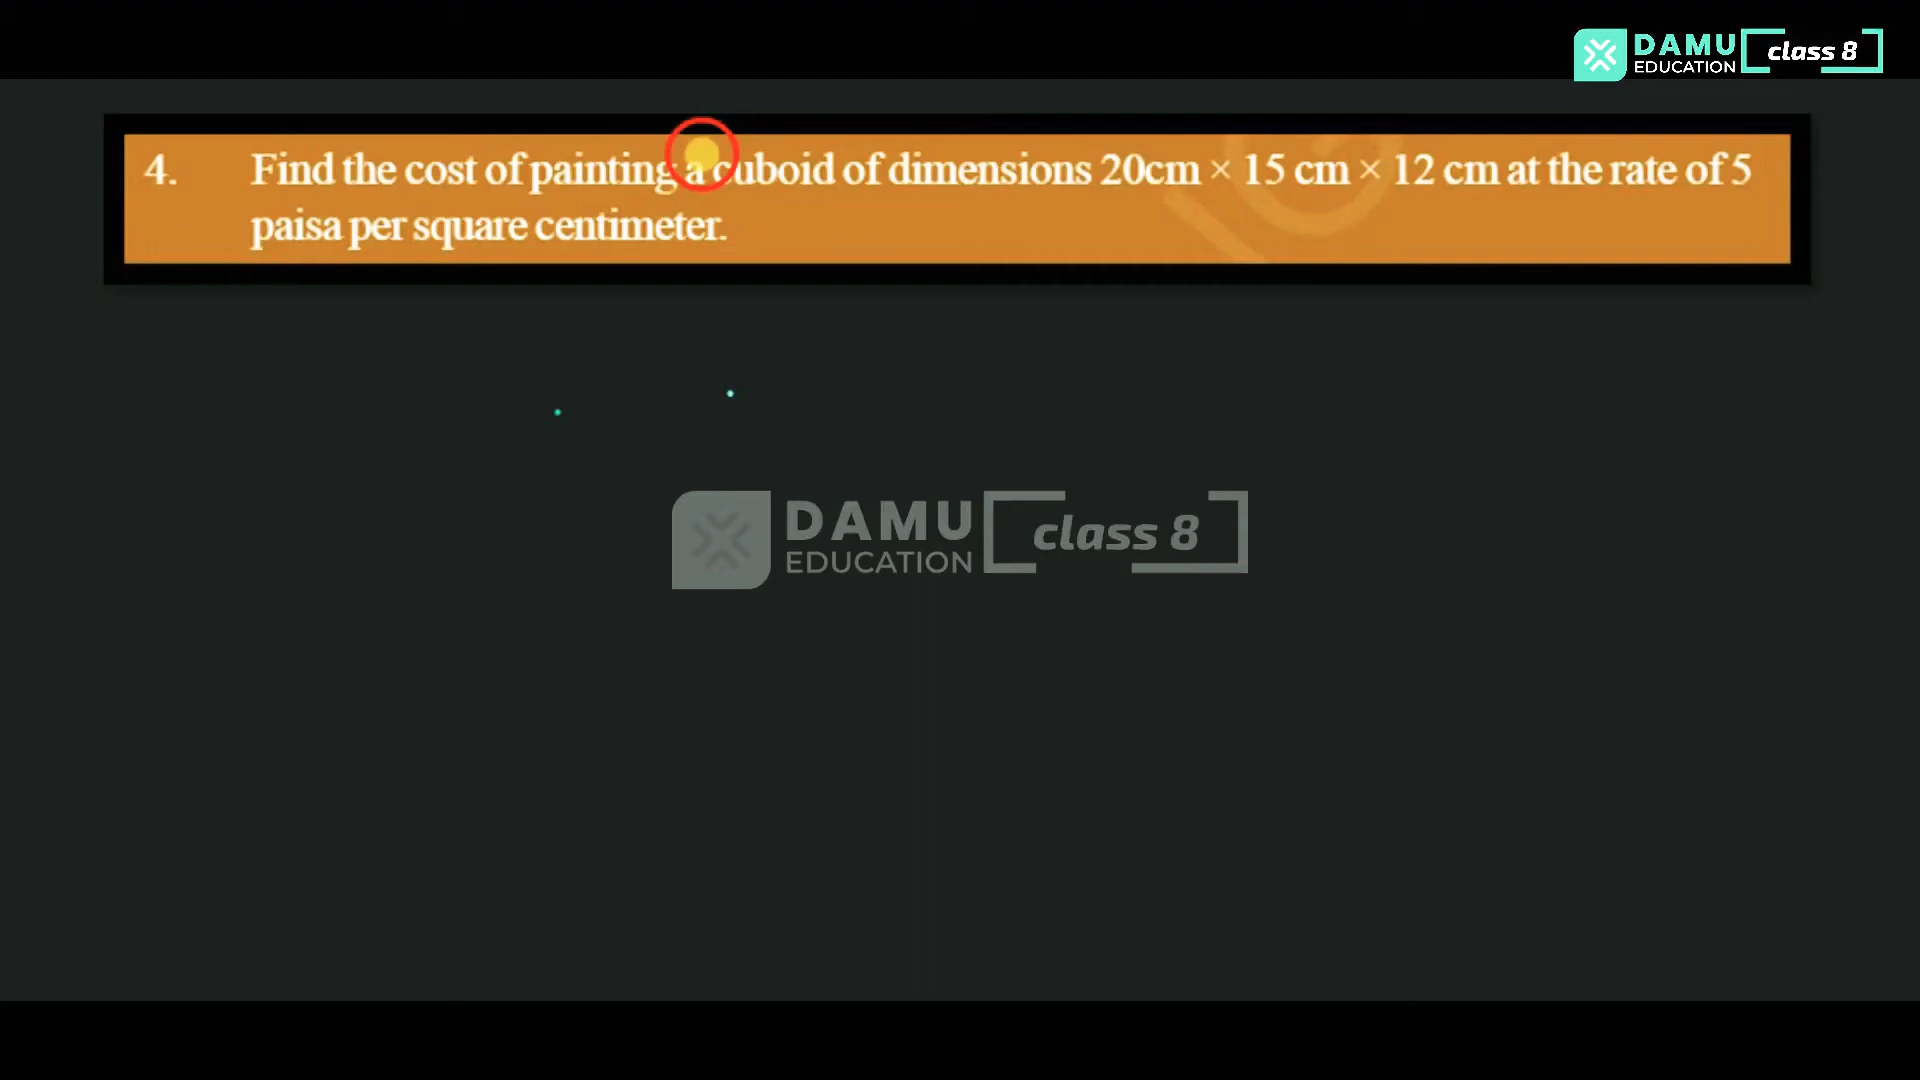 DAMU
EDUCATION
class 8
4. Find the cost of painting a cuboid of dimensions 20cm × 15 cm × 12 cm at the rate of 5
paisa per square centimeter.
DAMU
EDUCATION
class 8